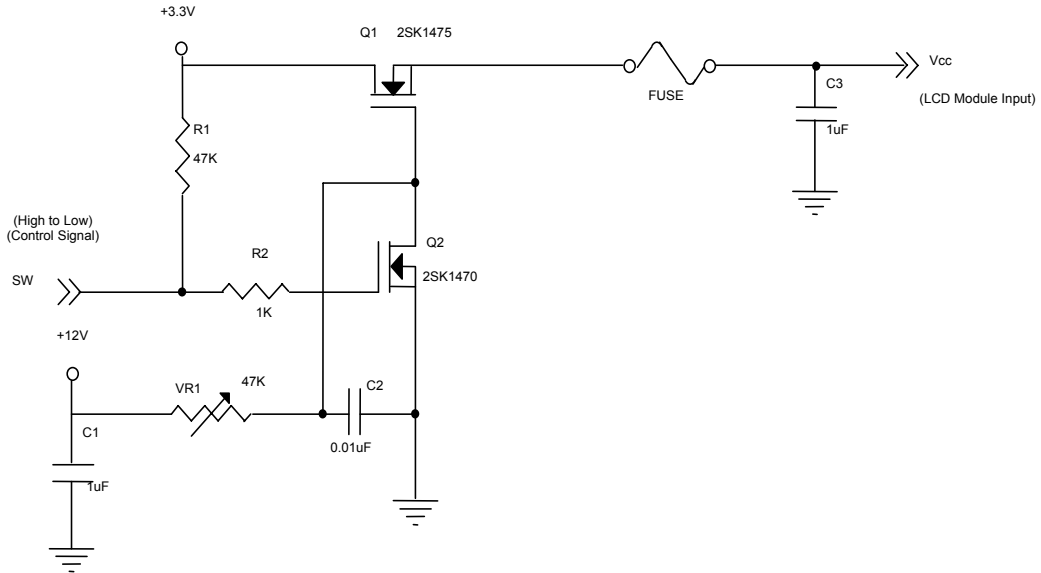 +3.3V
Q1 2SK1475
Vcc
C3
FUSE
(LCD Module Input)
R1
1uF
47K
(High to Low)
(Control Signal)
Q2
R2
SW
2SK1470
1K
+12V
VR1
47K
C2
C1
0.01uF
1uF